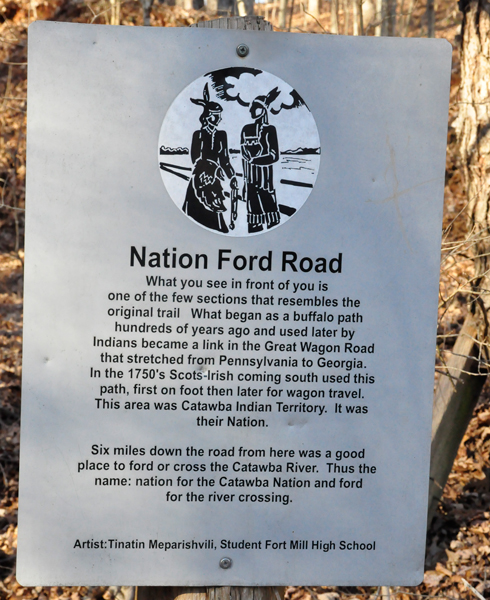 Nation Ford Road
What you see in front of you is
one of the few sections that resembles the
original trail   What began as a buffalo path
hundreds of years ago and used later by
Indians became a link in the Great Wagon Road
that stretched from Pennsylvania to Georgia.
In the 1750's Scots-Irish coming south used this
path, first on foot then later for wagon travel.
This area was Catawba Indian Territory.  It was
their Nation.
Six miles down the road from here was a good
place to ford or cross the Catawba River.  Thus the
name: nation for the Catawba Nation and ford
for the river crossing.
Artist:Tinatin Meparishvili, Student Fort Mill High School